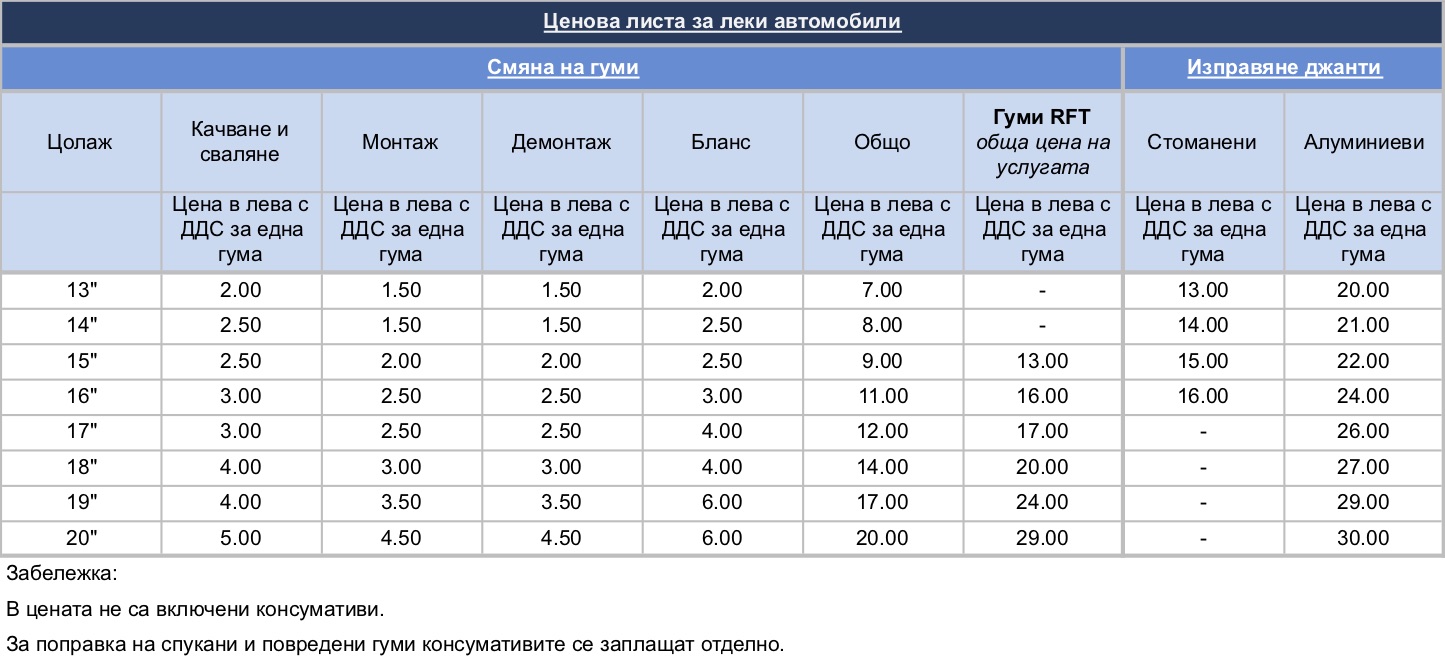 Ценова листа за леки автомобили
Смяна на гуми Изправяне джанти
Цолаж Качване и сваляне Монтаж Демонтаж Бланс Общо Гуми RFT обща цена на услугата Стоманени Алуминиеви
Цена в лева с ДДС за една гума Цена в лева с ДДС за една гума Цена в лева с ДДС за една гума Цена в лева с ДДС за една гума Цена в лева с ДДС за една гума Цена в лева с ДДС за една гума Цена в лева с ДДС за една гума Цена в лева с ДДС за една гума
13" 2.00 1.50 1.50 2.00 7.00 - 13.00 20.00
14" 2.50 1.50 1.50 2.50 8.00 - 14.00 21.00
15" 2.50 2.00 2.00 2.50 9.00 13.00 15.00 22.00
16" 3.00 2.50 2.50 3.00 11.00 16.00 16.00 24.00
17" 3.00 2.50 2.50 4.00 12.00 17.00 - 26.00
18" 4.00 3.00 3.00 4.00 14.00 20.00 - 27.00
19" 4.00 3.50 3.50 6.00 17.00 24.00 - 29.00
20" 5.00 4.50 4.50 6.00 20.00 29.00 - 30.00
Забележка:
В цената не са включени консумативи.
За поправка на спукани и повредени гуми консумативите се заплащат отделно.